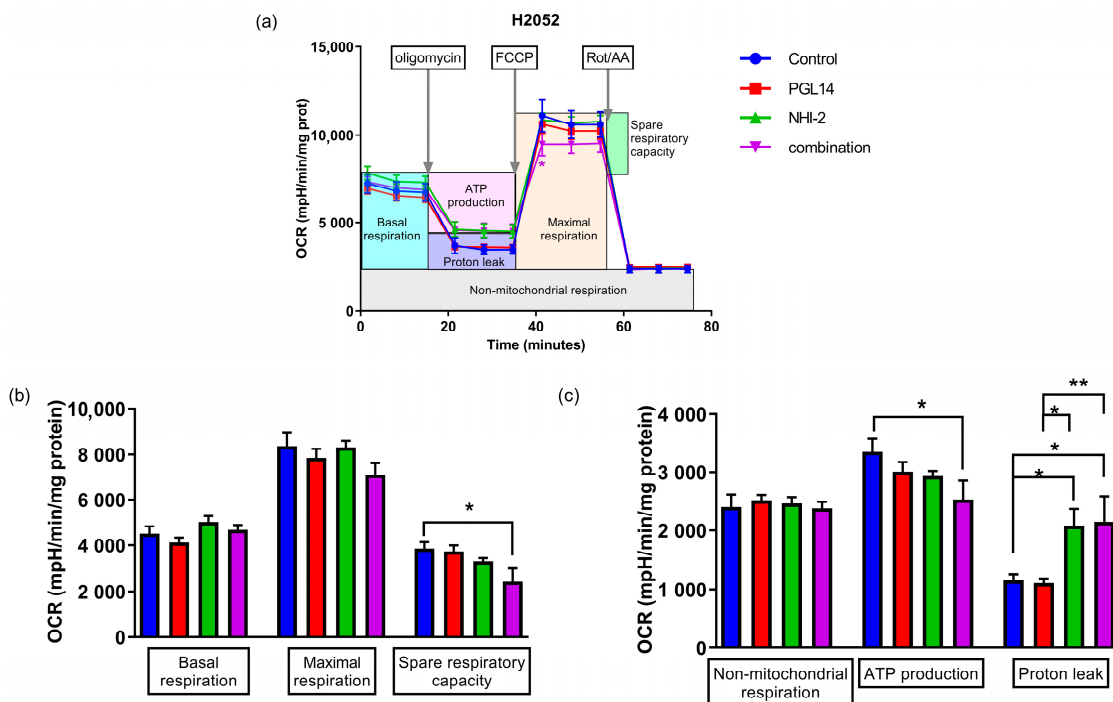 (a)
H2052
OCR (mpH/min/mg prot)
15,000
10,000
5 000
0
oligomycin
FCCP
Rot/AA
Spare
respiratory
capacity
ATP
production
Basal
respiration
Maximal
respiration
Proton leak
*
Non-mitochondrial respiration
0 20 40 60 80
Time (minutes)
Control
PGL14
NHI-2
combination
(b)
OCR (mpH/min/mg protein)
10,000
8 000
6 000
4 000
2 000
0
*
Basal
respiration
Maximal
respiration
Spare respiratory
capacity
(c)
OCR (mpH/min/mg protein)
4 000
3 000
2 000
1 000
0
*
**
*
*
*
Non-mitochondrial
respiration
ATP production
Proton leak